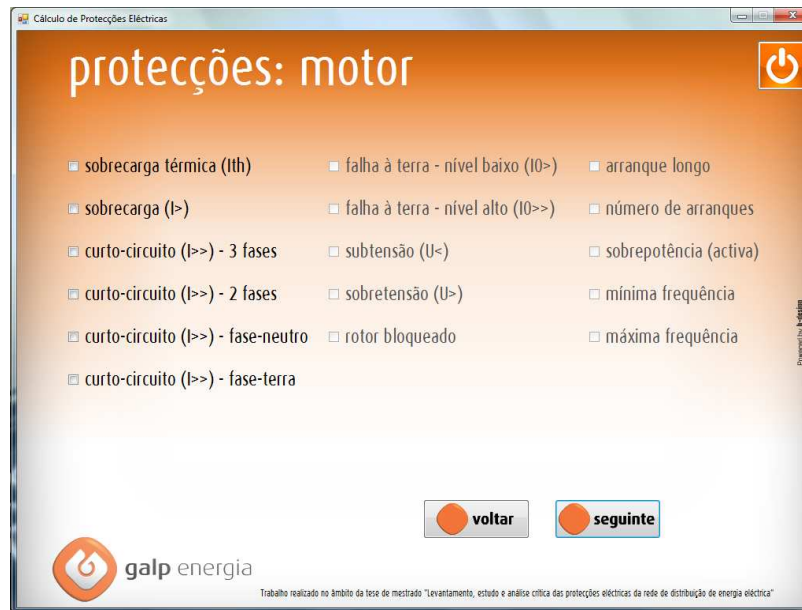 Cálculo de Protecções Eléctricas
protecções: motor
sobrecarga térmica (Ith)
sobrecarga (I>)
curto-circuito (I>>) - 3 fases
curto-circuito (I>>) - 2 fases
curto-circuito (I>>) - fase-neutro
curto-circuito (I>>) - fase-terra
falha à terra - nível baixo (I0>)
falha à terra - nível alto (I0>>)
subtensão (U<)
sobretensão (U>)
rotor bloqueado
arranque longo
número de arranques
sobrepotência (activa)
mínima frequência
máxima frequência
Powered by h-design
voltar
seguinte
galp energia
Trabalho realizado no âmbito da tese de mestrado "Levantamento, estudo e análise crítica das protecções eléctricas da rede de distribuição de energia eléctrica"